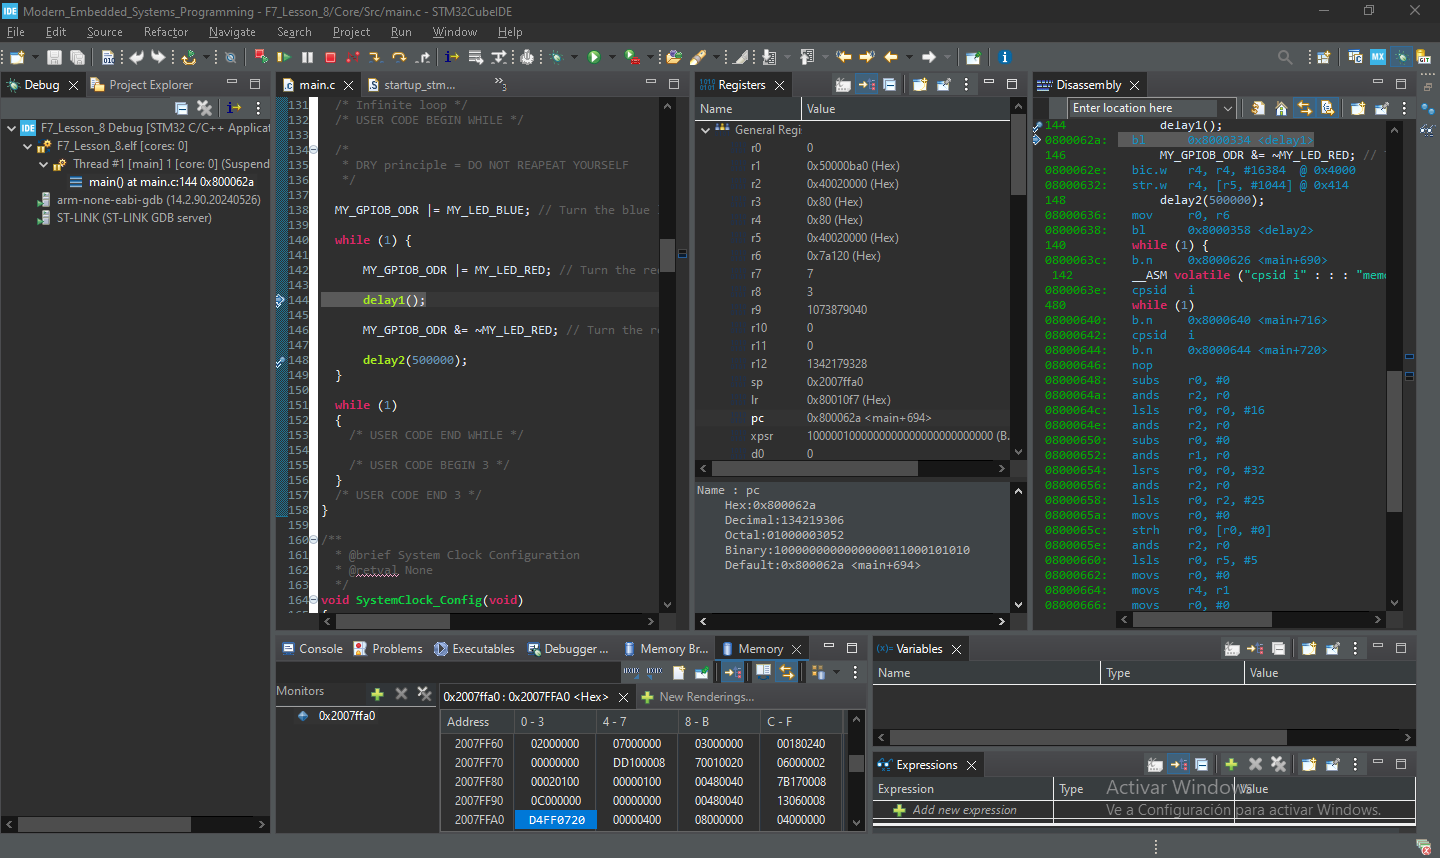 IDE Modern_Embedded_Systems_Programming - F7_Lesson_8/Core/Src/main.c - STM32CubeIDE
File Edit Source Refactor Navigate Search Project Run Window Help
Debug Project Explorer
F7_Lesson_8 Debug [STM32 C/C++ Applicat
F7_Lesson_8.elf [cores: 0]
Thread #1 [main] 1 [core: 0] (Suspend
main() at main.c:144 0x800062a
arm-none-eabi-gdb (14.2.90.20240526)
ST-LINK (ST-LINK GDB server)
main.c startup_stm... »3
131 /* Infinite loop */
132 /* USER CODE BEGIN WHILE */
133
134 /*
135 * DRY principle = DO NOT REAPEAT YOURSELF
136 */
137
138 MY_GPIOB_ODR |= MY_LED_BLUE; // Turn the blue
139
140 while (1) {
141
142 MY_GPIOB_ODR |= MY_LED_RED; // Turn the re
143
144 delay1();
145
146 MY_GPIOB_ODR &= ~MY_LED_RED; // Turn the r
147
148 delay2(500000);
149 }
150
151 while (1)
152 {
153 /* USER CODE END WHILE */
154
155 /* USER CODE BEGIN 3 */
156 }
157 /* USER CODE END 3 */
158 }
159
160 /**
161 * @brief System Clock Configuration
162 * @retval None
163 */
164 void SystemClock_Config(void)
Registers
Name Value
General Regi
r0 0
r1 0x50000ba0 (Hex)
r2 0x40020000 (Hex)
r3 0x80 (Hex)
r4 0x80 (Hex)
r5 0x40020000 (Hex)
r6 0x7a120 (Hex)
r7 7
r8 3
r9 1073879040
r10 0
r11 0
r12 1342179328
sp 0x2007ffa0
lr 0x80010f7 (Hex)
pc 0x800062a <main+694>
xpsr 1000001000000000000000000000000 (B.
d0 0
Name : pc
Hex:0x800062a
Decimal:134219306
Octal:01000003052
Binary:1000000000000000011000101010
Default:0x800062a <main+694>
Disassembly
Enter location here
144 delay1();
0800062a: bl 0x8000334 <delay1>
146 MY_GPIOB_ODR &= ~MY_LED_RED; //
0800062e: bic.w r4, r4, #16384 @ 0x4000
08000632: str.w r4, [r5, #1044] @ 0x414
148 delay2(500000);
08000636: mov r0, r6
08000638: bl 0x8000358 <delay2>
140 while (1) {
0800063c: b.n 0x8000626 <main+690>
142 __ASM volatile ("cpsid i" : : : "mem
0800063e: cpsid i
480 while (1)
08000640: b.n 0x8000640 <main+716>
08000642: cpsid i
08000644: b.n 0x8000644 <main+720>
08000646: nop
08000648: subs r0, #0
0800064a: ands r2, r0
0800064c: lsls r0, r0, #16
0800064e: ands r2, r0
08000650: subs r0, #0
08000652: ands r1, r0
08000654: lsrs r0, r0, #32
08000656: ands r2, r0
08000658: lsls r0, r2, #25
0800065a: movs r0, #0
0800065c: strh r0, [r0, #0]
0800065e: ands r2, r0
08000660: lsls r0, r5, #5
08000662: movs r0, #0
08000664: movs r4, r1
08000666: movs r0, #0
Console Problems Executables Debugger ... Memory Br... Memory
Monitors
0x2007ffa0
0x2007ffa0 : 0x2007FFA0 <Hex> New Renderings...
Address 0 - 3 4 - 7 8 - B C - F
2007FF60 02000000 07000000 03000000 00180240
2007FF70 00000000 DD100008 70010020 06000002
2007FF80 00020100 00000100 00480040 7B170008
2007FF90 0C000000 00000000 00480040 13060008
2007FFA0 D4FF0720 00000400 08000000 04000000
(x)= Variables
Name Type Value
Expressions
Expression Type Value
Add new expression
Activar Windows
Ve a Configuración para activar Windows.